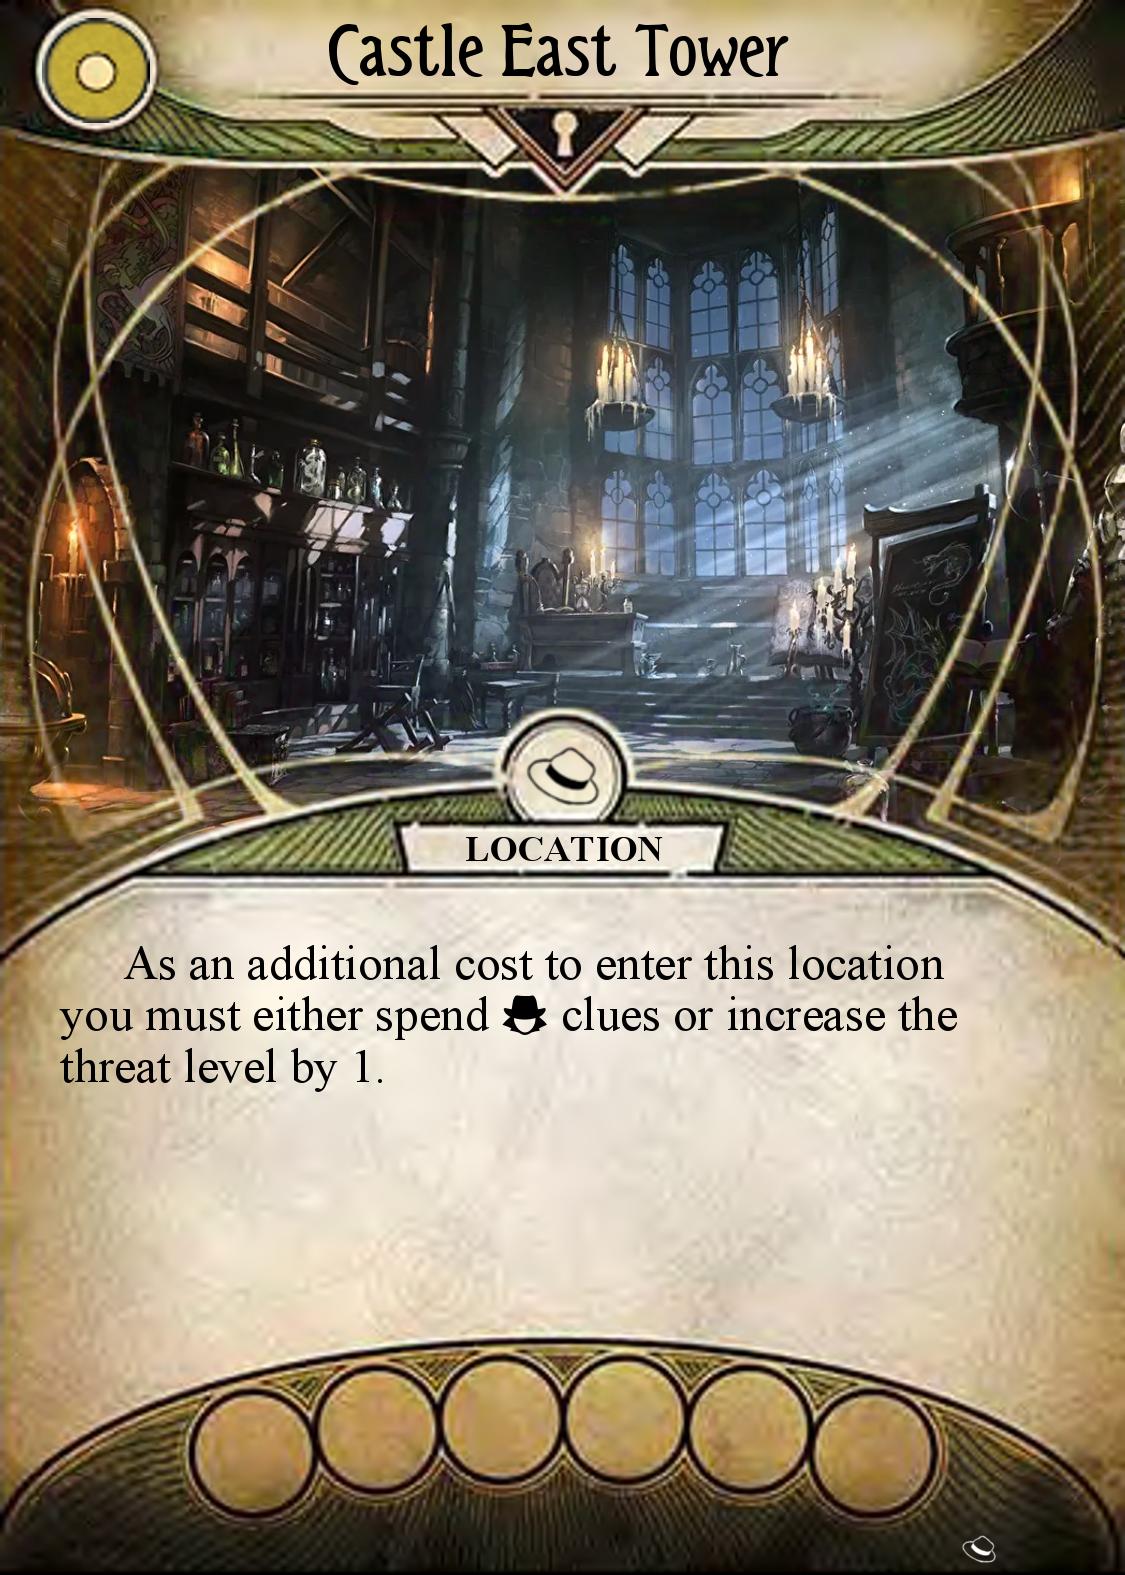 Castle East Tower
LOCATION
As an additional cost to enter this location
you must either spend clues or increase the
threat level by 1.